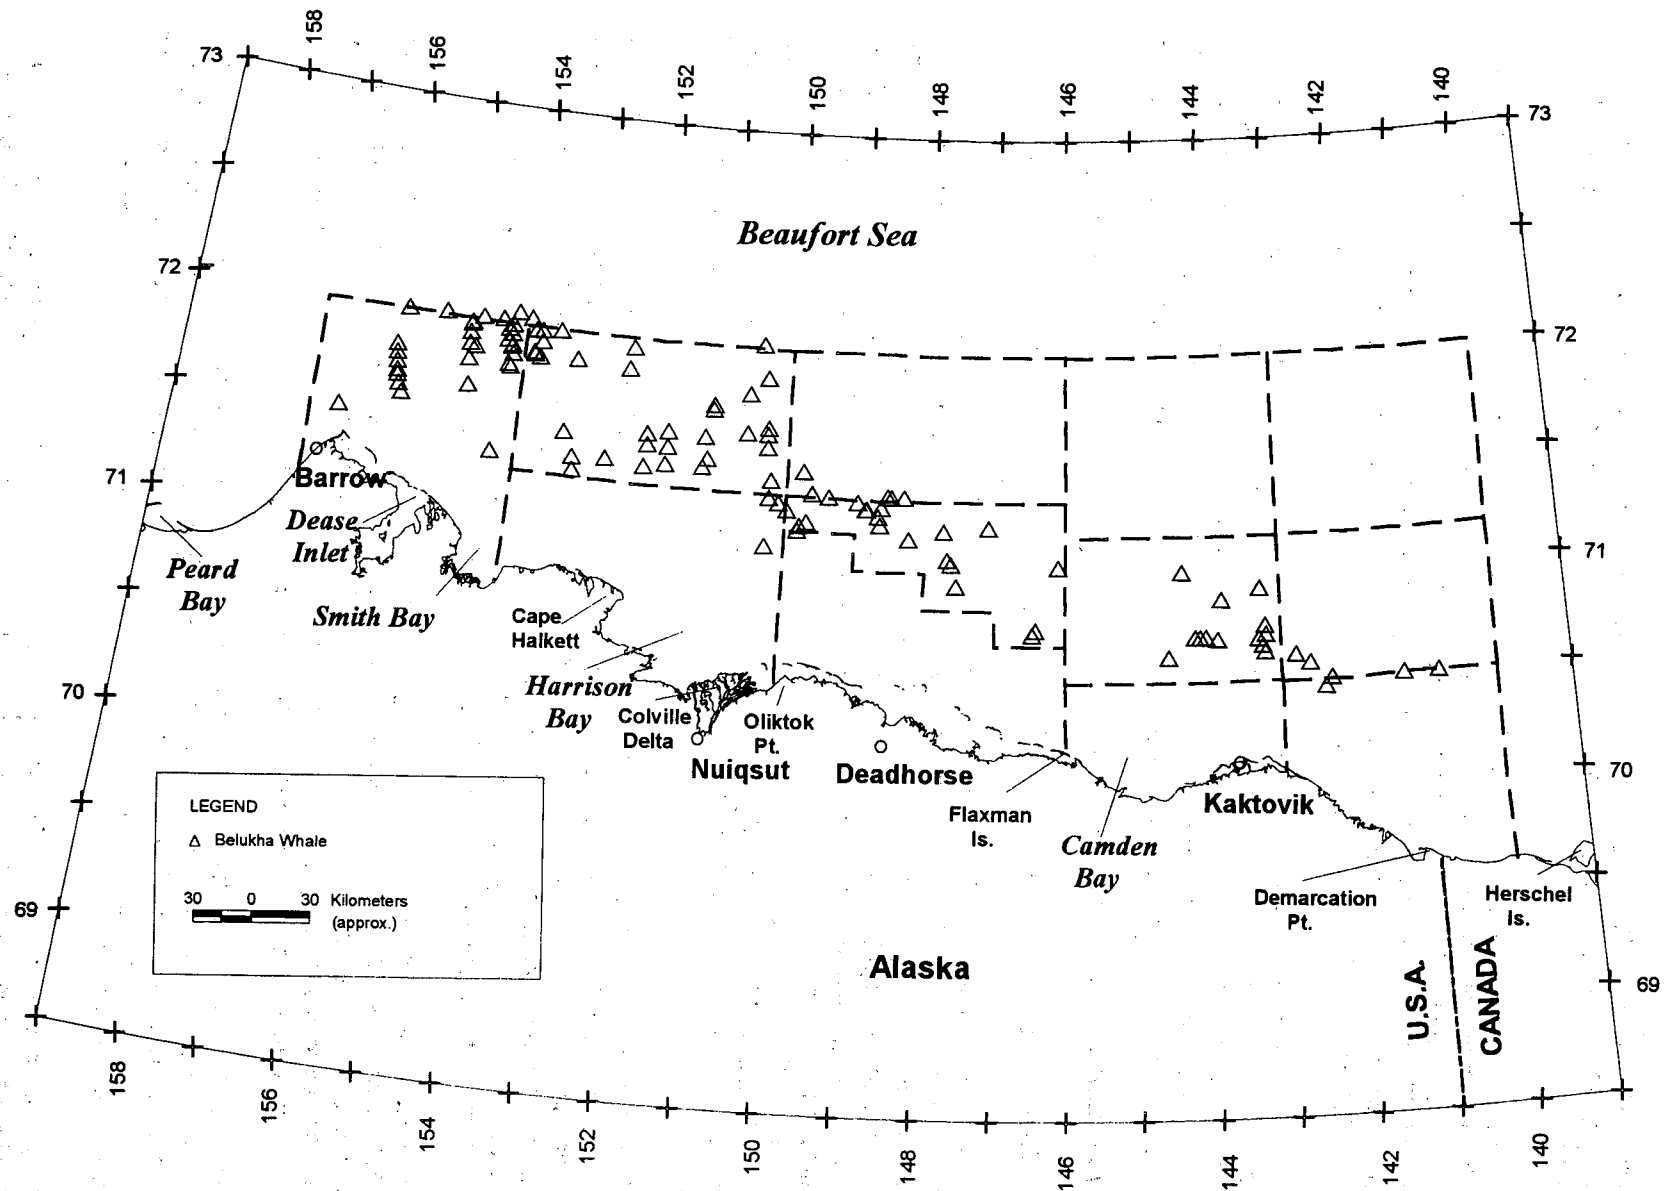 158
156
154
152
150
148
146
144
142
140
73
73
Beaufort Sea
72
72
71
71
Barrow
Dease
Inlet
Peard
Bay
Smith Bay
Cape
Halkett
Harrison
Bay
70
70
Colville
Delta
Oliktok
Pt.
Nuiqsut
Deadhorse
Flaxman
Is.
Kaktovik
Camden
Bay
Demarcation
Pt.
Herschel
Is.
LEGEND
Belukha Whale
30 0 30 Kilometers
(approx.)
69
69
Alaska
U.S.A.
CANADA
158
156
154
152
150
148
146
144
142
140